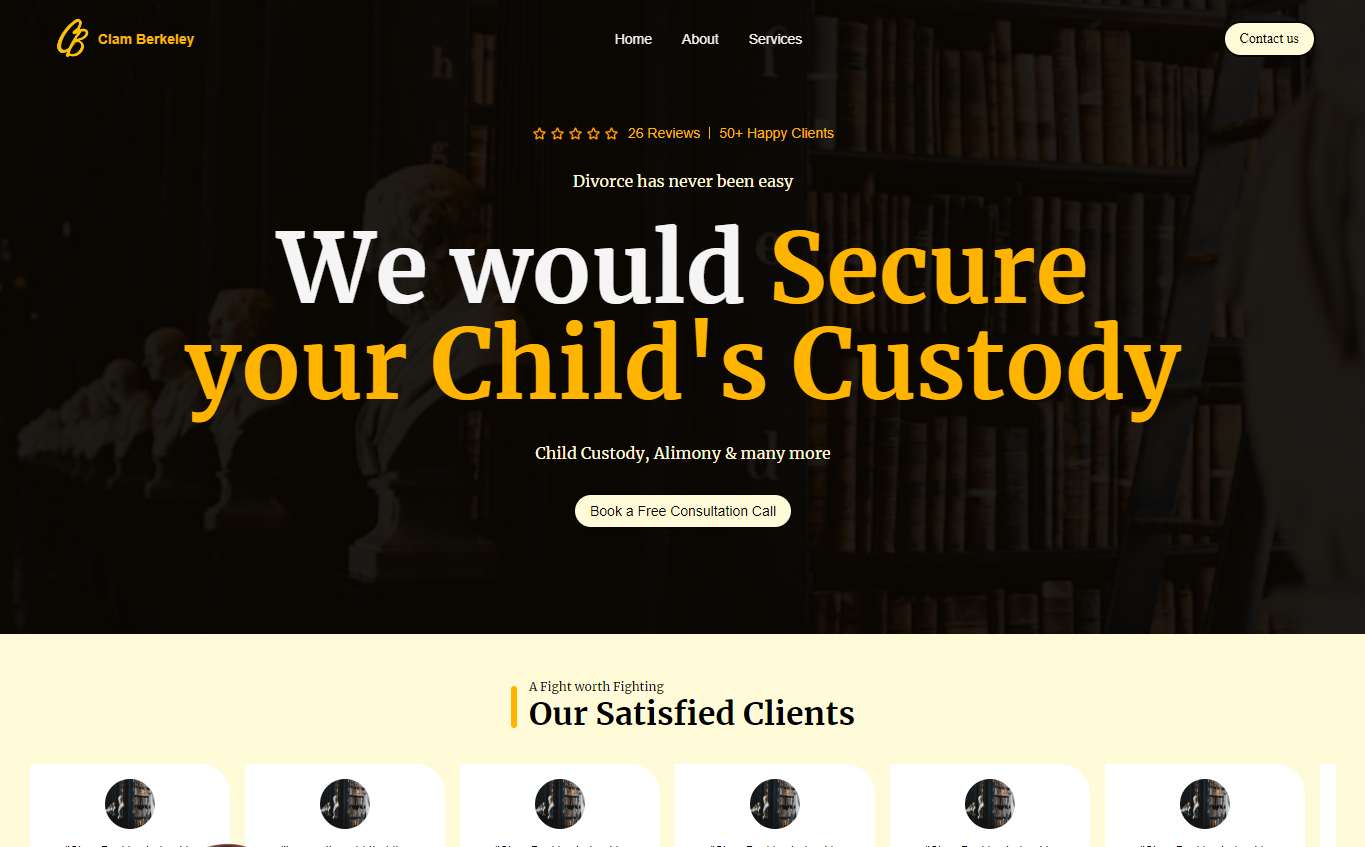 Clam Berkeley
Home About Services
Contact us
26 Reviews | 50+ Happy Clients
Divorce has never been easy
We would Secure
your Child's Custody
Child Custody, Alimony & many more
Book a Free Consultation Call
A Fight worth Fighting
Our Satisfied Clients